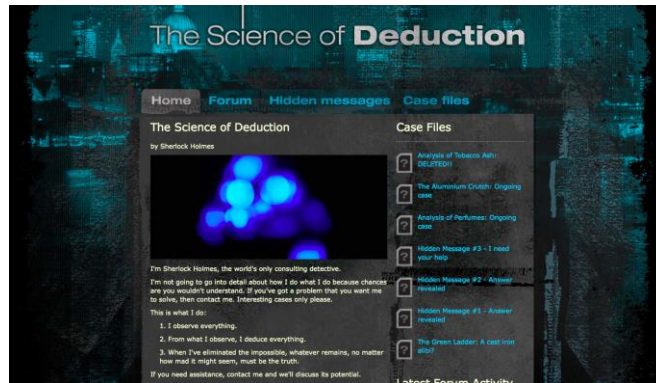 The Science of Deduction
Home Forum Hidden messages Case files
The Science of Deduction
by Sherlock Holmes
I'm Sherlock Holmes, the world's only consulting detective.
I'm not going to go into detail about how I do what I do because chances
are you wouldn't understand. If you've got a problem that you want me
to solve, then contact me. Interesting cases only please.
This is what I do:
1. I observe everything.
2. From what I observe, I deduce everything.
3. When I've eliminated the impossible, whatever remains, no matter
how mad it might seem, must be the truth.
If you need assistance, contact me and we'll discuss its potential.
Case Files
Analysis of Tobacco Ash:
DELETED!!
The Aluminium Crutch: Ongoing
case
Analysis of Perfumes: Ongoing
case
Hidden Message #3 - I need
your help
Hidden Message #2 - Answer
revealed
Hidden Message #1 - Answer
revealed
The Green Ladder: A cast iron
alibi?
Latest Forum Activity